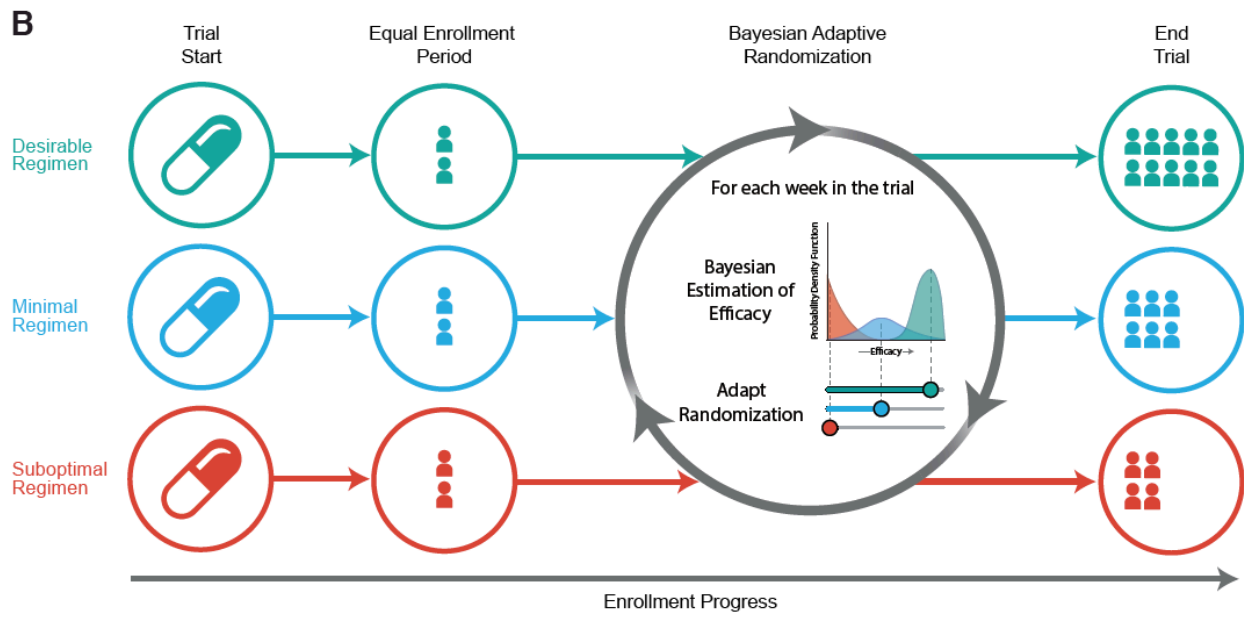 B
Trial
Start
Equal Enrollment
Period
Bayesian Adaptive
Randomization
End
Trial
Desirable
Regimen
Minimal
Regimen
Suboptimal
Regimen
For each week in the trial
Bayesian
Estimation of
Efficacy
Probability Density Function
Efficacy
Adapt
Randomization
Enrollment Progress